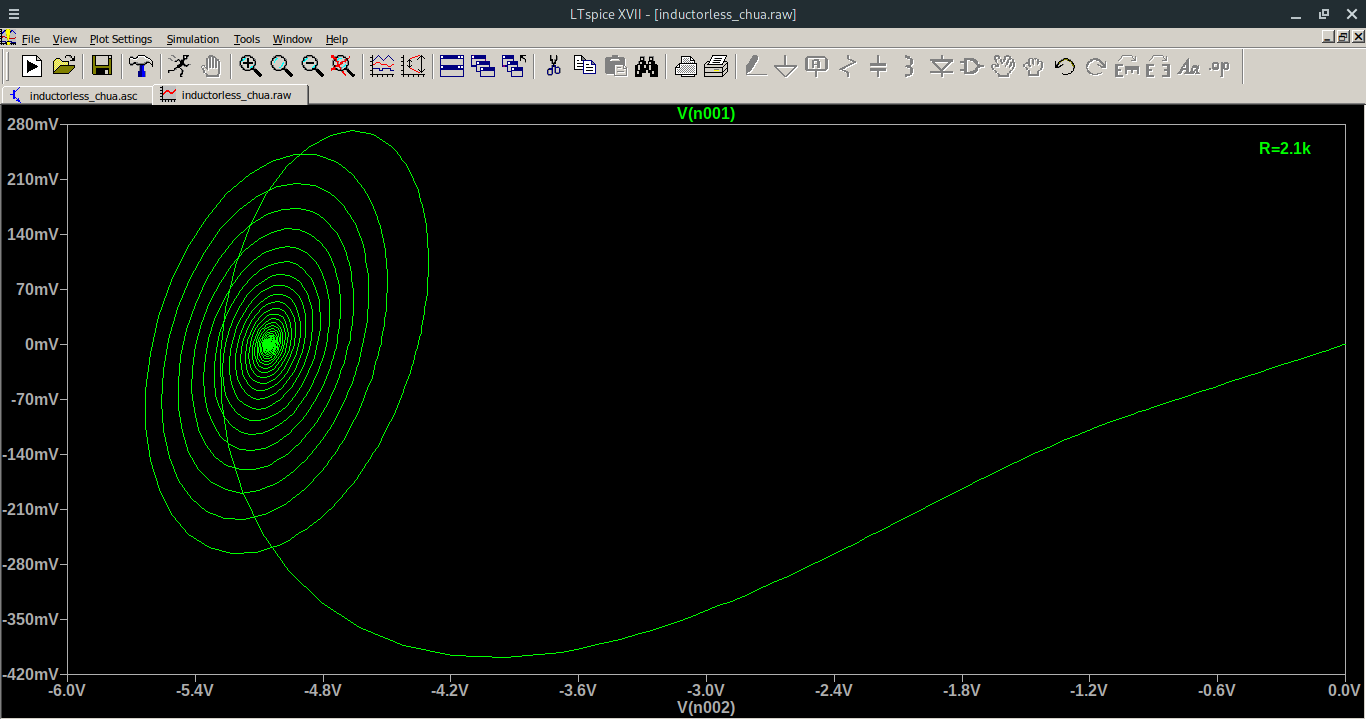 LTspice XVII - [inductorless_chua.raw]
File View Plot Settings Simulation Tools Window Help
inductorless_chua.asc inductorless_chua.raw
V(n001)
280mV
R=2.1k
210mV
140mV
70mV
0mV
-70mV
-140mV
-210mV
-280mV
-350mV
-420mV
-6.0V -5.4V -4.8V -4.2V -3.6V -3.0V -2.4V -1.8V -1.2V -0.6V 0.0V
V(n002)